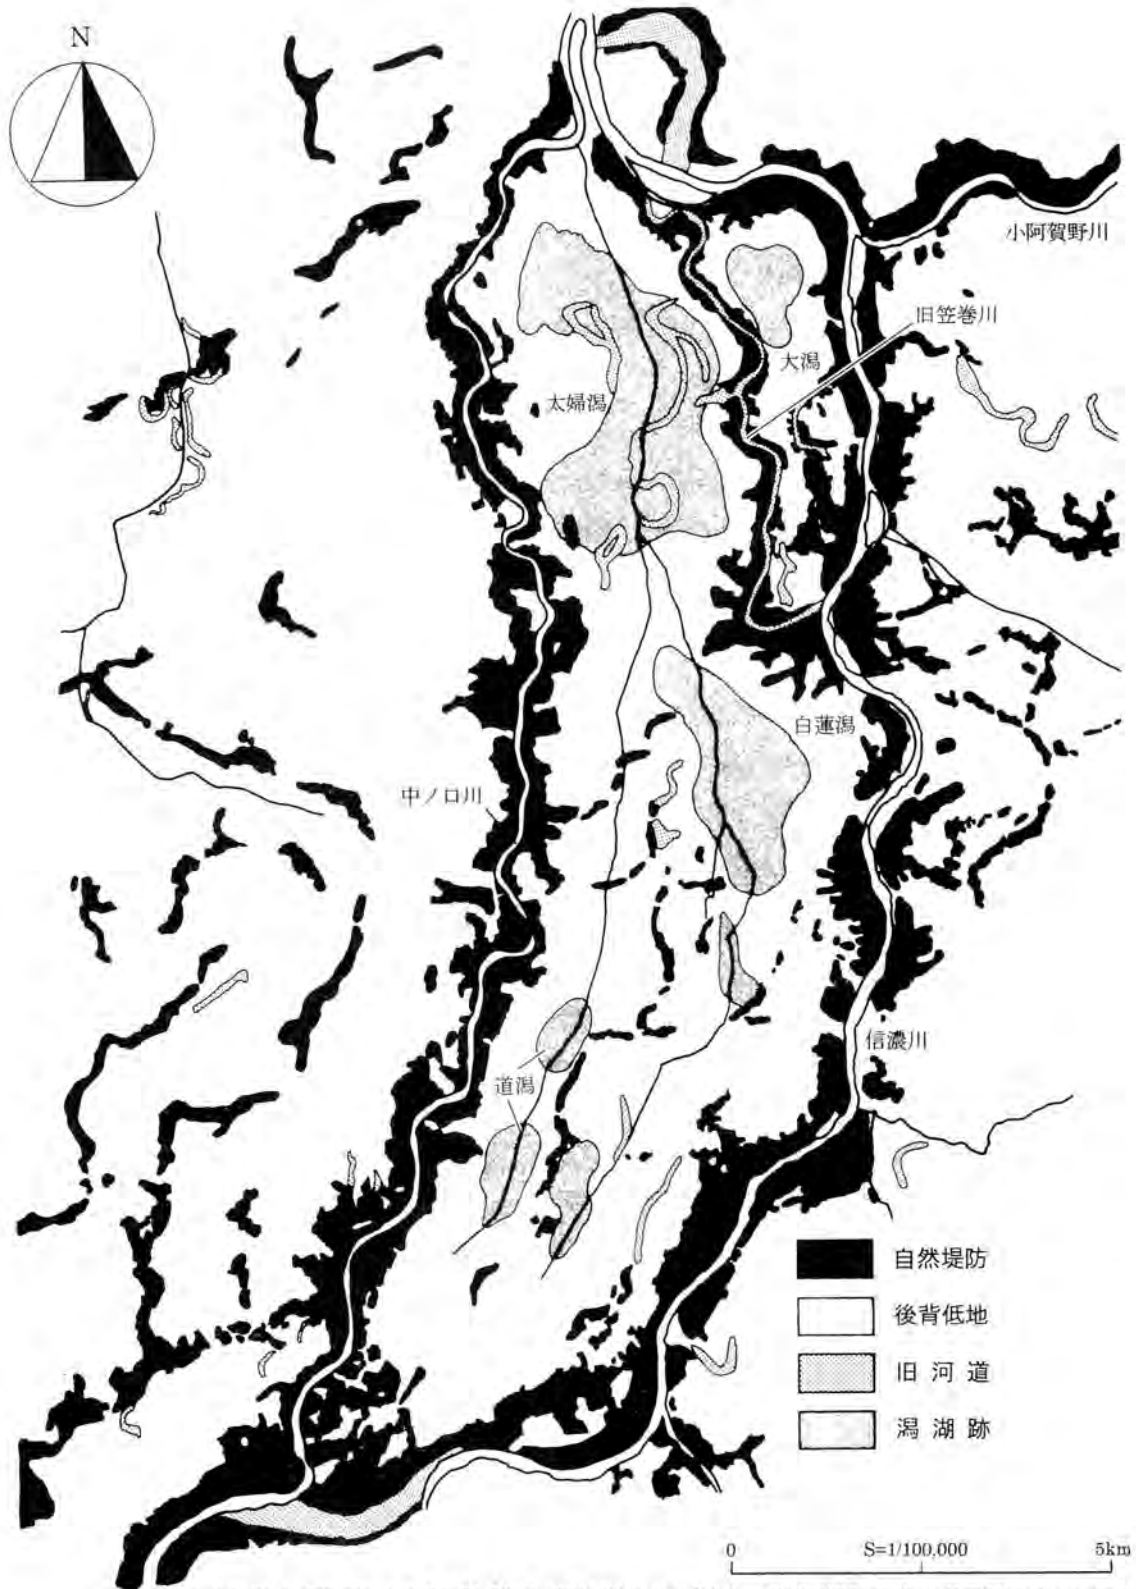 N
小阿賀野川
旧笠巻川
大潟
太婦潟
白蓮潟
中ノ口川
信濃川
道潟
自然堤防
後背低地
旧河道
潟湖跡
0 S=1/100,000 5km